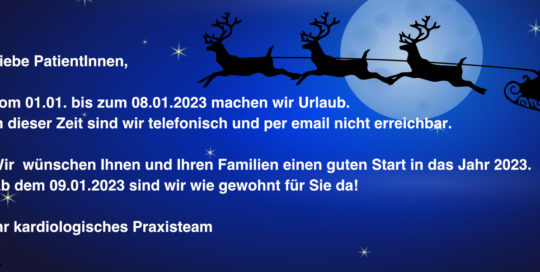 iebe PatientInnen,
om 01.01. bis zum 08.01.2023 machen wir Urlaub.
n dieser Zeit sind wir telefonisch und per email nicht erreichbar.
Wir wünschen Ihnen und Ihren Familien einen guten Start in das Jahr 2023.
b dem 09.01.2023 sind wir wie gewohnt für Sie da!
hr kardiologisches Praxisteam